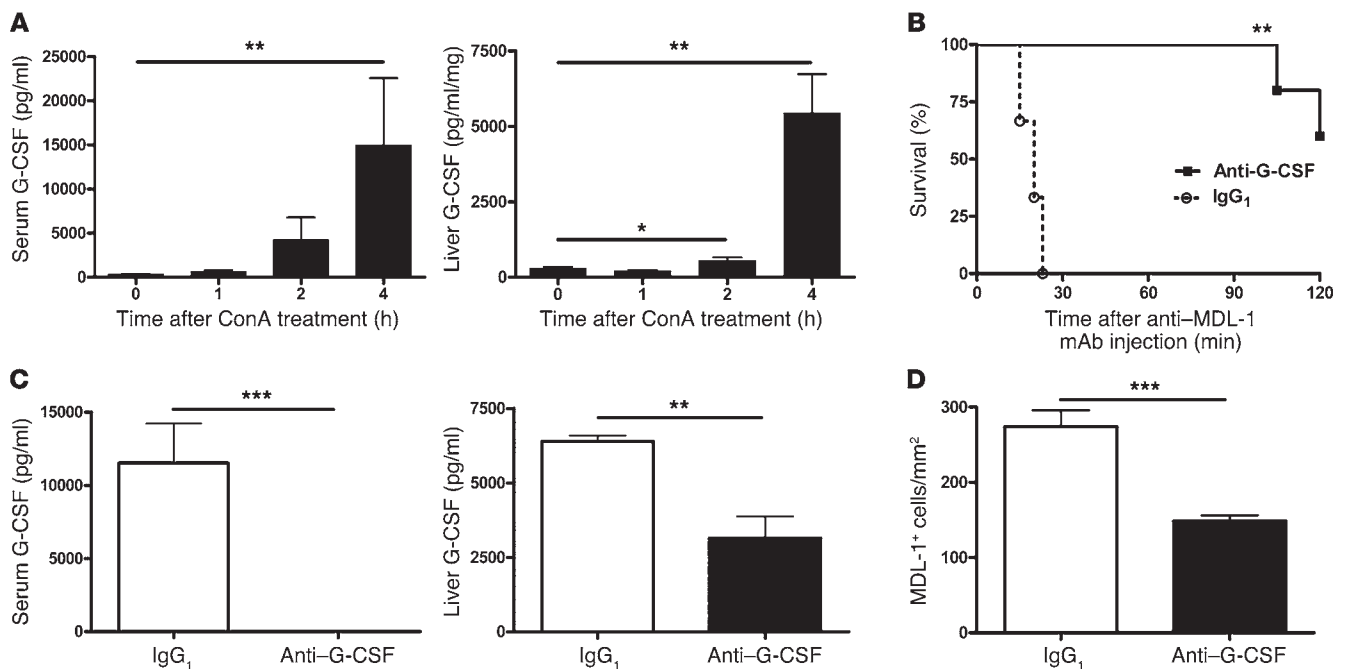 A
Serum G-CSF (pg/ml)
25000
20000
15000
10000
5000
0
**
0 1 2 4
Time after ConA treatment (h)
Liver G-CSF (pg/ml/mg)
7500
5000
2500
0
**
*
0 1 2 4
Time after ConA treatment (h)
B
Survival (%)
100
75
50
25
0
**
Anti-G-CSF
IgG₁
0 30 60 90 120
Time after anti–MDL-1
mAb injection (min)
C
Serum G-CSF (pg/ml)
15000
10000
5000
0
***
IgG₁ Anti–G-CSF
Liver G-CSF (pg/ml)
7500
5000
2500
0
**
IgG₁ Anti–G-CSF
D
MDL-1⁺ cells/mm²
300
200
100
0
***
IgG₁ Anti–G-CSF